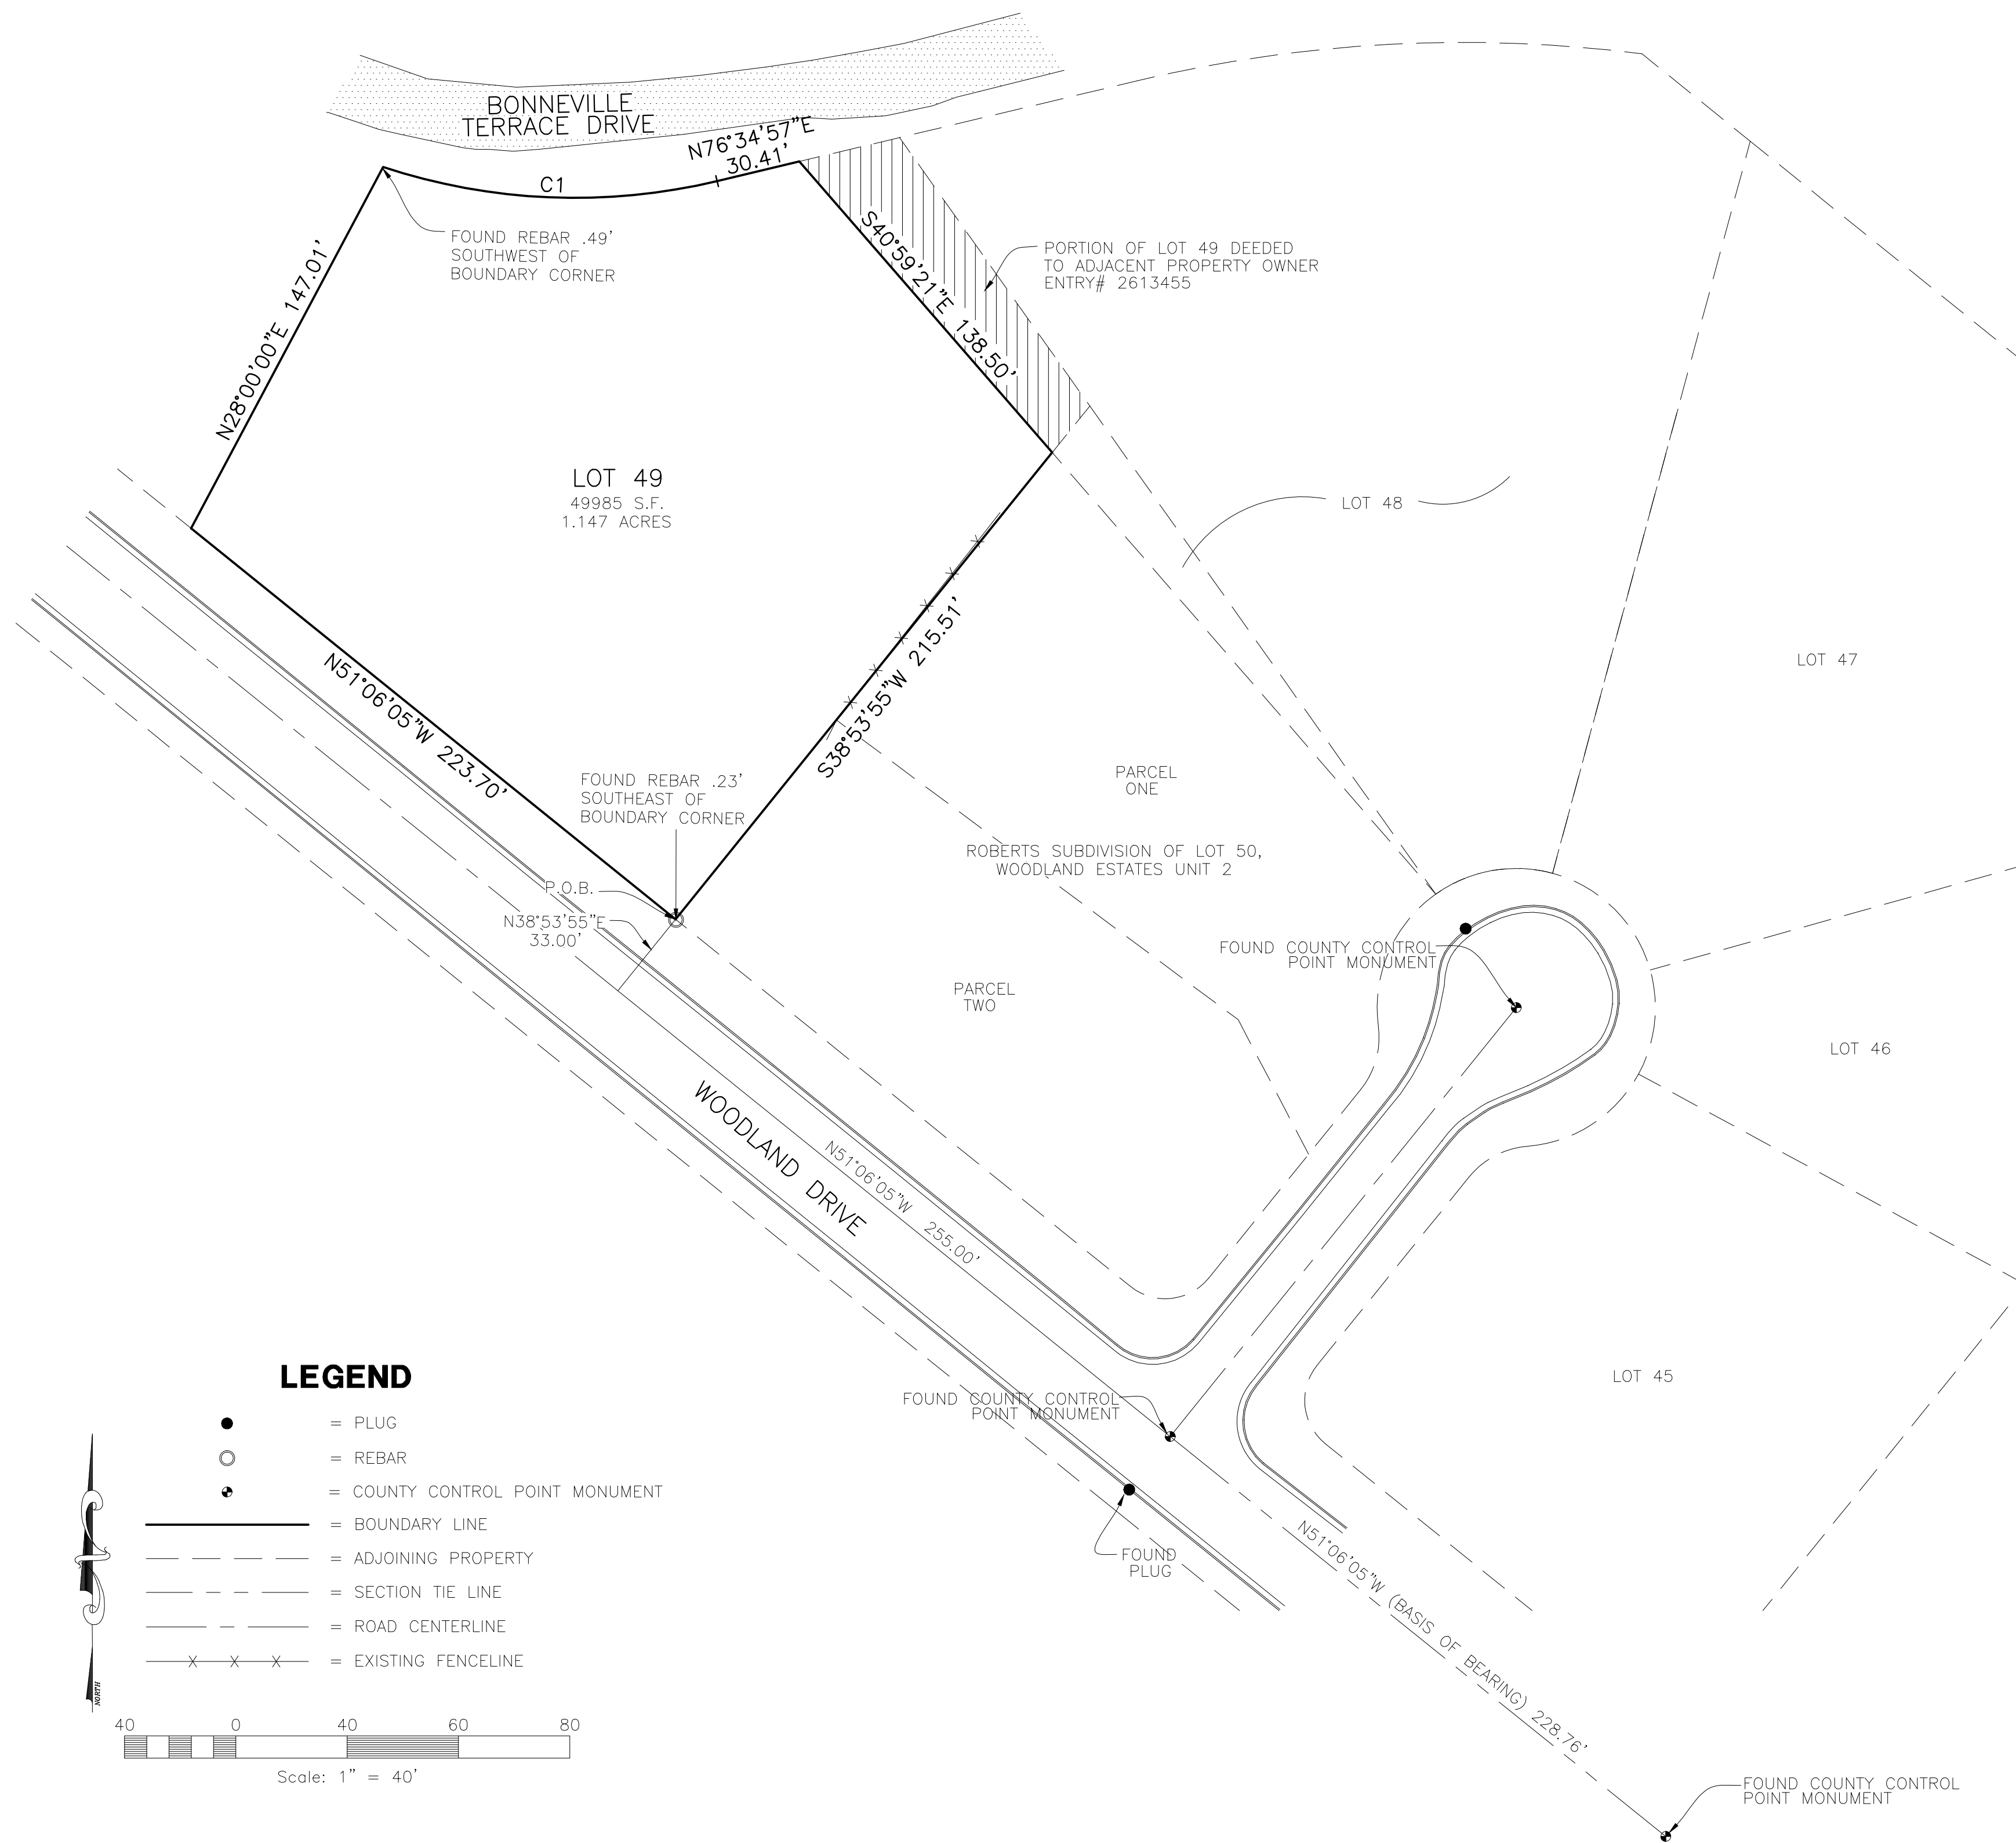 BONNEVILLE
TERRACE DRIVE
N76°34'57"E
30.41'
C1
FOUND REBAR .49'
SOUTHWEST OF
BOUNDARY CORNER
N28°00'00"E 147.01'
S40°59'21"E 138.50'
PORTION OF LOT 49 DEEDED
TO ADJACENT PROPERTY OWNER
ENTRY# 2613455
LOT 49
49985 S.F.
1.147 ACRES
LOT 48
LOT 47
N51°06'05"W 223.70'
S38°53'55"W 215.51'
FOUND REBAR .23'
SOUTHEAST OF
BOUNDARY CORNER
PARCEL
ONE
ROBERTS SUBDIVISION OF LOT 50,
WOODLAND ESTATES UNIT 2
P.O.B.
N38°53'55"E
33.00'
FOUND COUNTY CONTROL
POINT MONUMENT
PARCEL
TWO
LOT 46
WOODLAND DRIVE
N51°06'05"W 255.00'
LOT 45
FOUND COUNTY CONTROL
POINT MONUMENT
FOUND
PLUG
N51°06'05"W (BASIS OF BEARING) 228.76'
FOUND COUNTY CONTROL
POINT MONUMENT
LEGEND
= PLUG
= REBAR
= COUNTY CONTROL POINT MONUMENT
= BOUNDARY LINE
= ADJOINING PROPERTY
= SECTION TIE LINE
= ROAD CENTERLINE
= EXISTING FENCELINE
NORTH
40 0 40 60 80
Scale: 1" = 40'